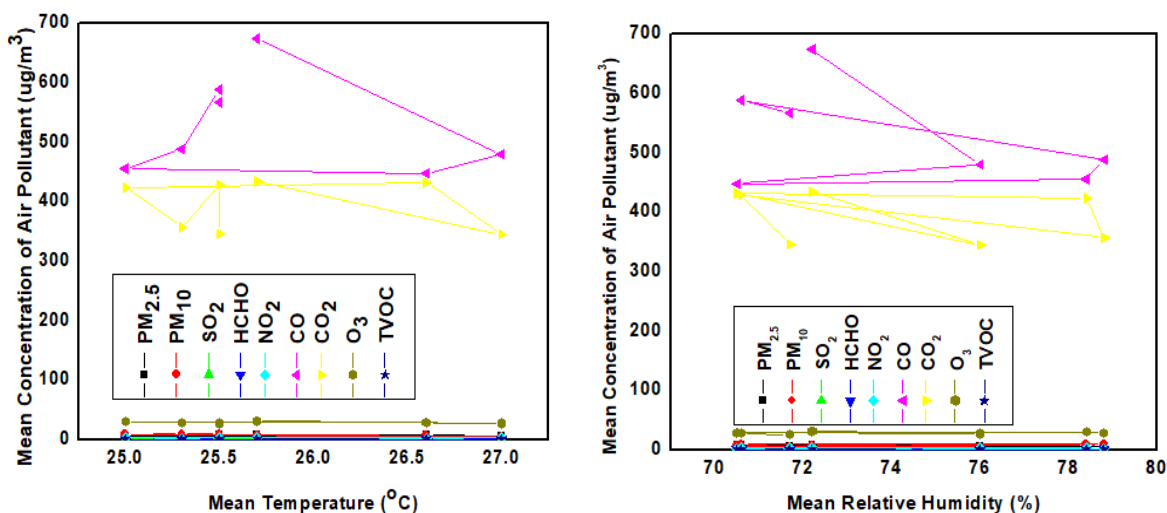 Mean Concentration of Air Pollutant (ug/m³)
700
600
500
400
300
200
100
0
PM₂.₅
PM₁₀
SO₂
HCHO
NO₂
CO
CO₂
O₃
TVOC
25.0 25.5 26.0 26.5 27.0
Mean Temperature (°C)
Mean Concentration of Air Pollutant (ug/m³)
700
600
500
400
300
200
100
0
PM₂.₅
PM₁₀
SO₂
HCHO
NO₂
CO
CO₂
O₃
TVOC
70 72 74 76 78 80
Mean Relative Humidity (%)